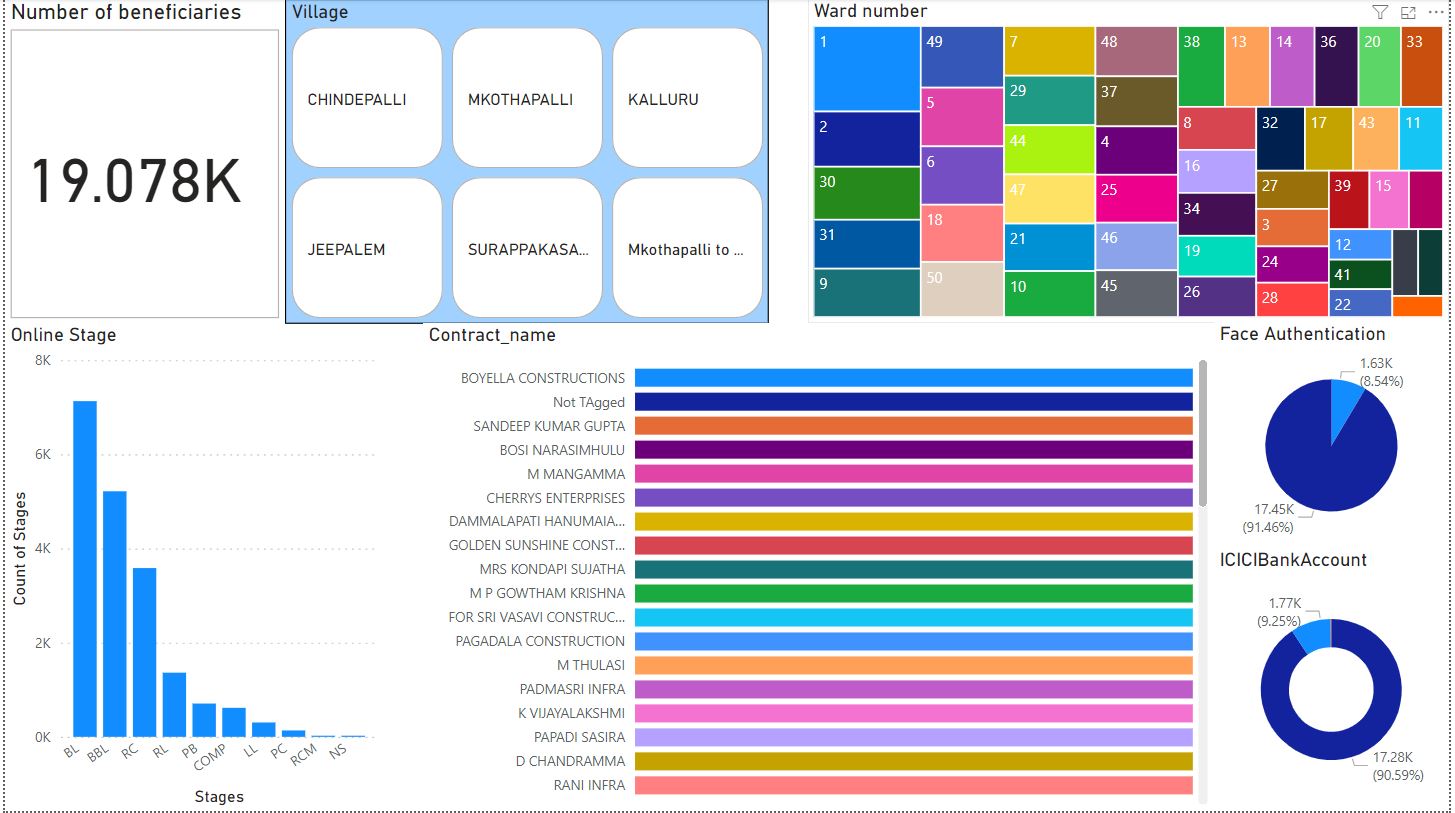 Number of beneficiaries
19.078K
Village
CHINDEPALLI
MKOTHAPALLI
KALLURU
JEEPALEM
SURAPPAKASA...
Mkothapalli to ...
Ward number
1
2
30
31
9
49
5
6
18
50
7
29
44
47
21
10
48
37
4
25
46
45
38
13
14
36
20
33
8
16
34
19
26
32
17
43
11
27
3
24
28
39
15
12
41
22
Online Stage
Count of Stages
8K
6K
4K
2K
0K
BL
BBL
RC
RL
PB
COMP
LL
PC
RCM
NS
Stages
Contract_name
BOYELLA CONSTRUCTIONS
Not TAgged
SANDEEP KUMAR GUPTA
BOSI NARASIMHULU
M MANGAMMA
CHERRYS ENTERPRISES
DAMMALAPATI HANUMAIA...
GOLDEN SUNSHINE CONST...
MRS KONDAPI SUJATHA
M P GOWTHAM KRISHNA
FOR SRI VASAVI CONSTRUC...
PAGADALA CONSTRUCTION
M THULASI
PADMASRI INFRA
K VIJAYALAKSHMI
PAPADI SASIRA
D CHANDRAMMA
RANI INFRA
Face Authentication
1.63K
(8.54%)
17.45K
(91.46%)
ICICIBankAccount
1.77K
(9.25%)
17.28K
(90.59%)